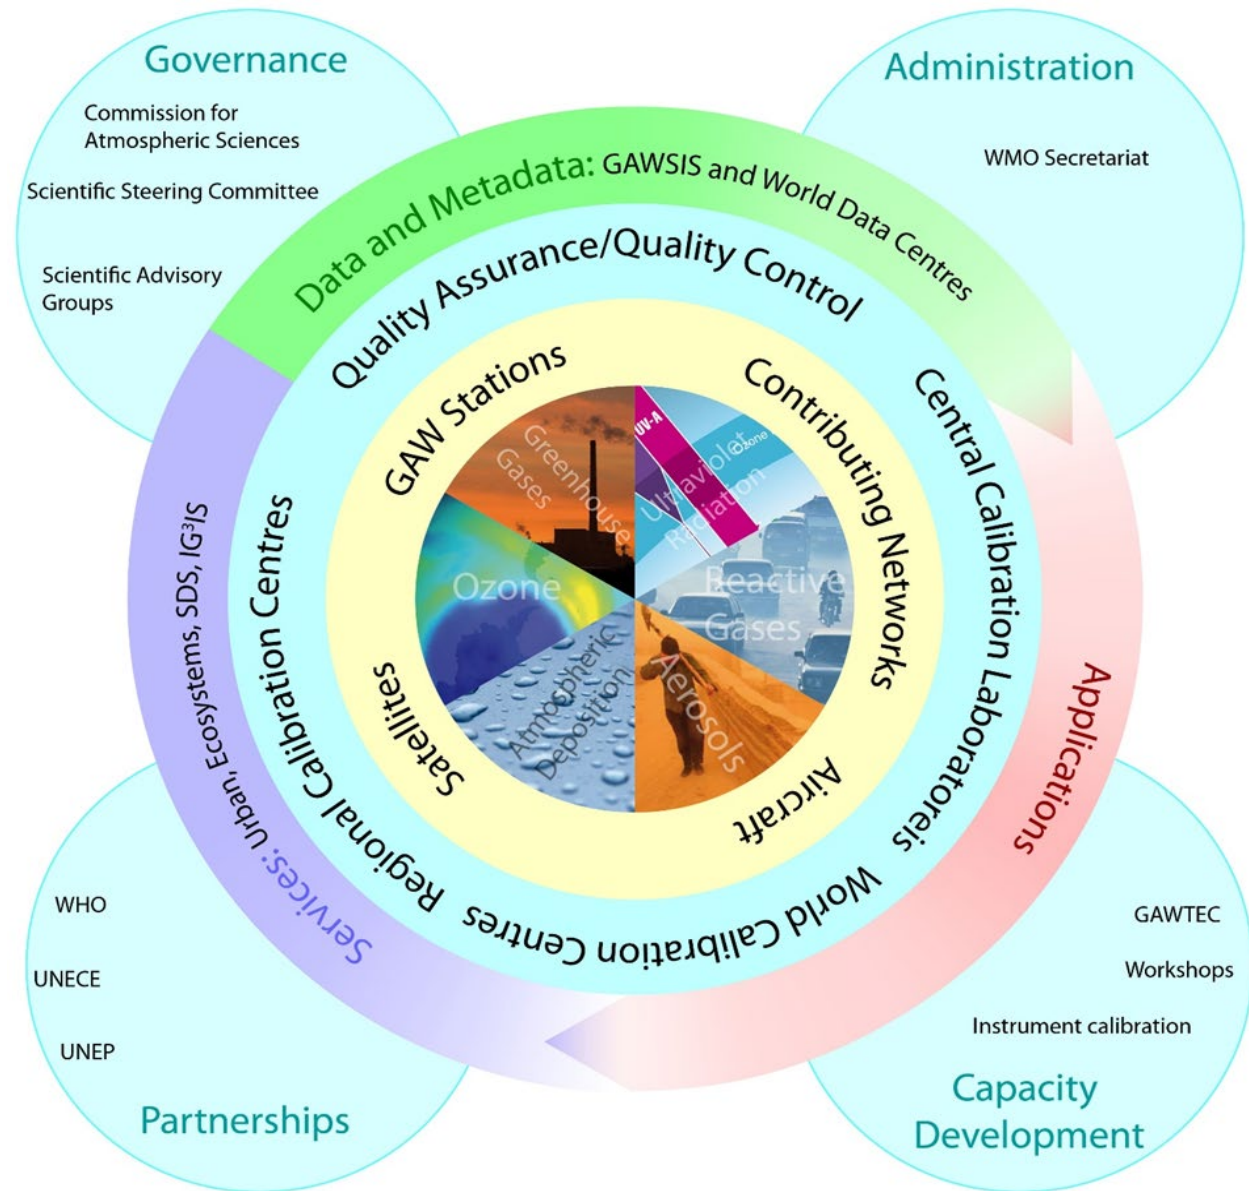 Governance
Commission for
Atmospheric Sciences
Scientific Steering Committee
Scientific Advisory
Groups
Administration
WMO Secretariat
Data and Metadata: GAWSIS and World Data Centres
Quality Assurance/Quality Control
GAW Stations
Contributing Networks
Central Calibration Laboratoreis
Greenhouse
Gases
UV-A
Ozone
Ultraviolet
Radiation
Ozone
Reactive
Gases
Atmospheric
Deposition
Aerosols
Satellites
Aircraft
Regional Calibration Centres
World Calibration Centres
Applications
Services: Urban, Ecosystems, SDS, IG³IS
WHO
UNECE
UNEP
Partnerships
GAWTEC
Workshops
Instrument calibration
Capacity
Development